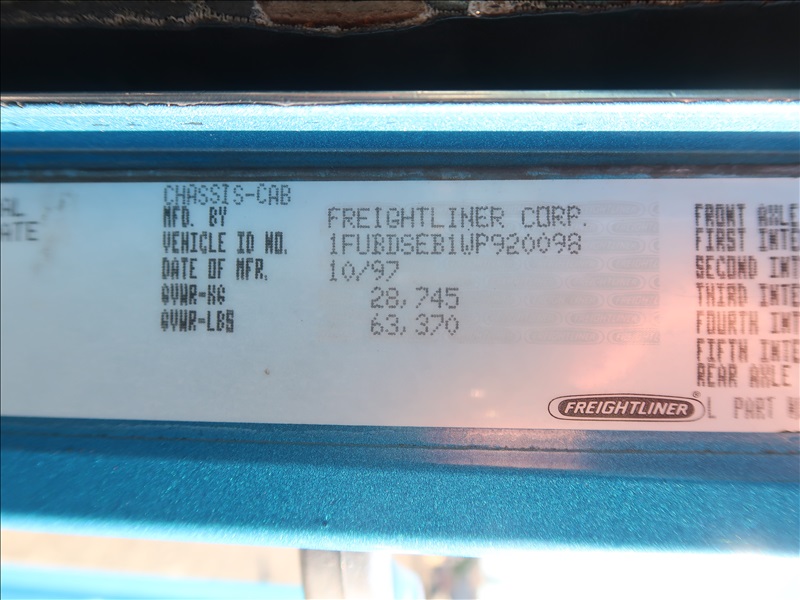 AL
ATE
CHASSIS-CAB
MFD. BY FREIGHTLINER CORP.
VEHICLE ID NO. 1FUBDSEB1WP920098
DATE OF MFR. 10/97
GVWR-KG 28,745
GVWR-LBS 63,370
FRONT AXLE
FIRST INTE
SECOND INT
THIRD INTE
FOURTH INT
FIFTH INTE
REAR AXLE
FREIGHTLINER® L PART N